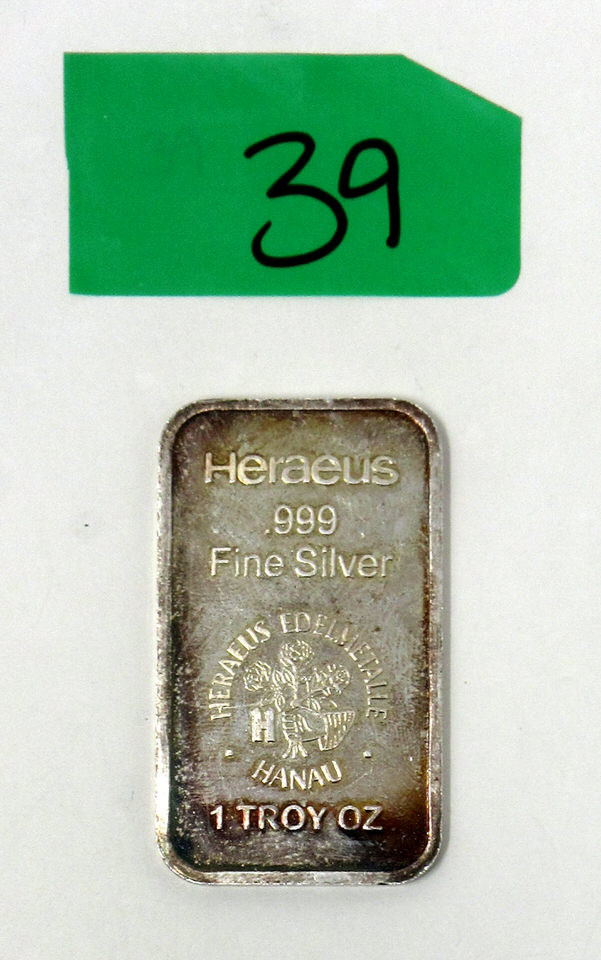 39
Heraeus
.999
Fine Silver
HERAEUS EDELMETALLE
H
· HANAU ·
1 TROY OZ